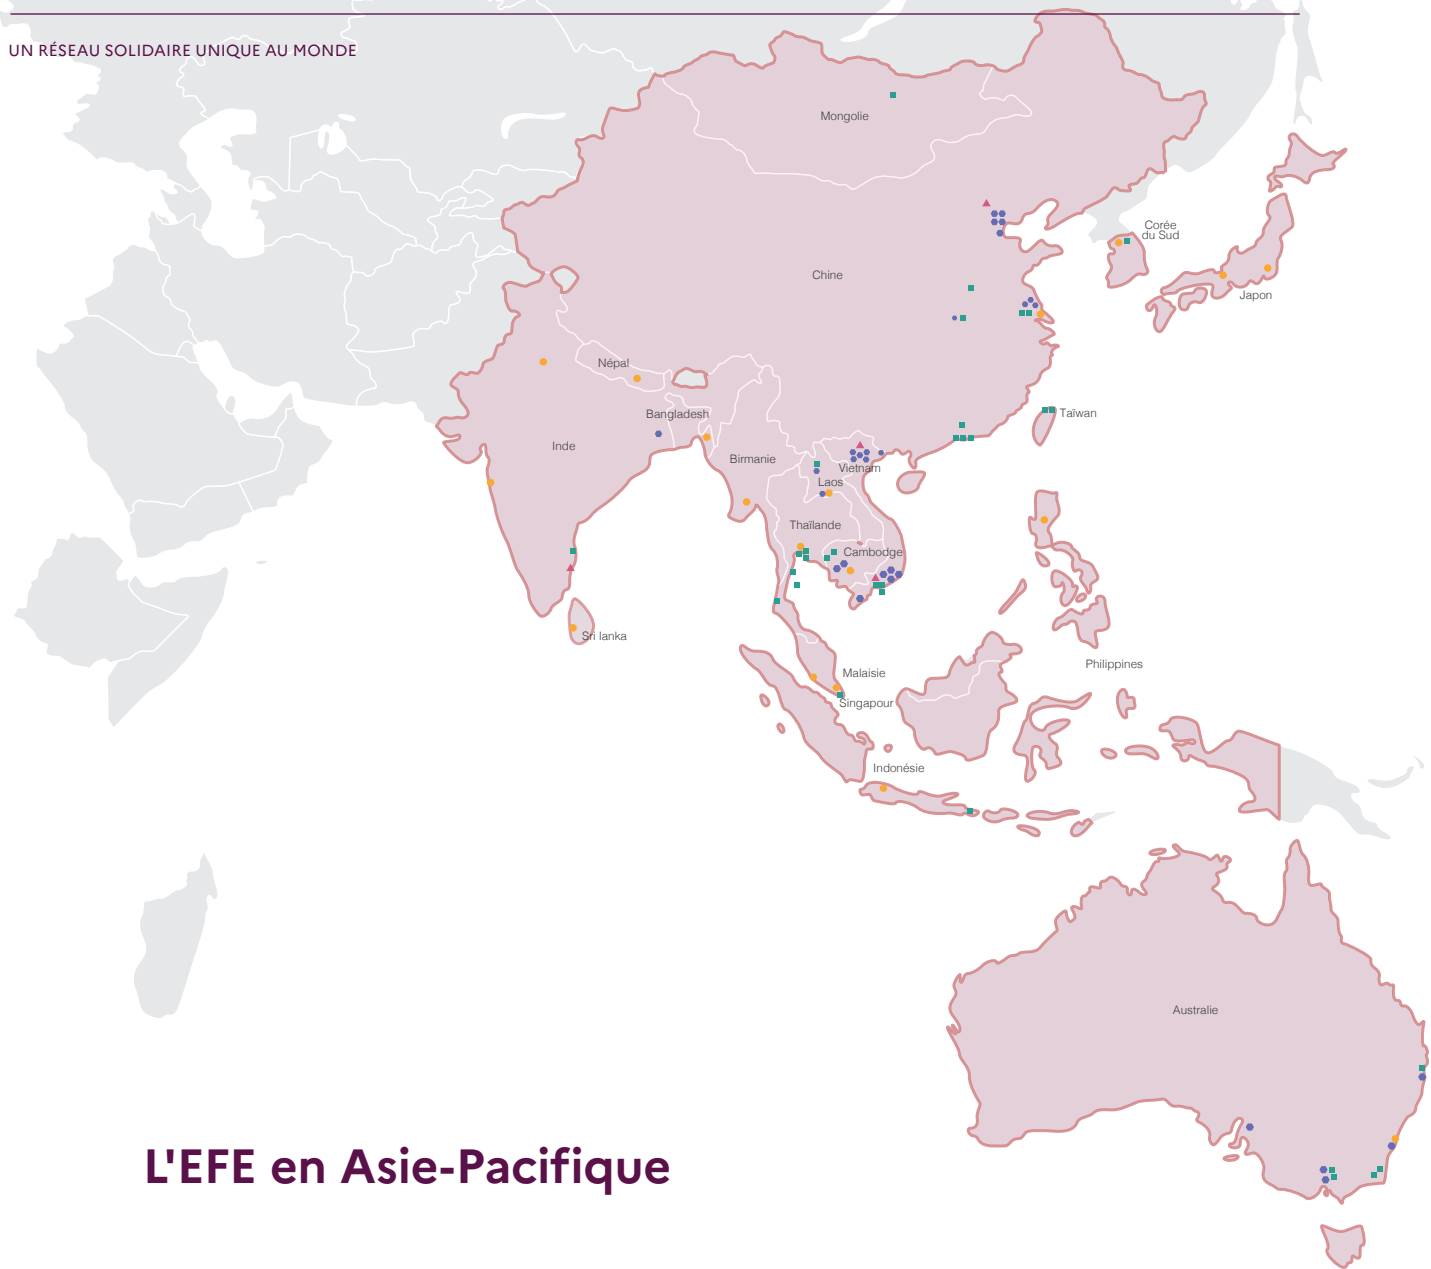 UN RÉSEAU SOLIDAIRE UNIQUE AU MONDE
Mongolie
Corée
du Sud
Chine
Japon
Népal
Bangladesh
Taïwan
Inde
Birmanie
Vietnam
Laos
Thaïlande
Cambodge
Sri lanka
Philippines
Malaisie
Singapour
Indonésie
Australie
L'EFE en Asie-Pacifique